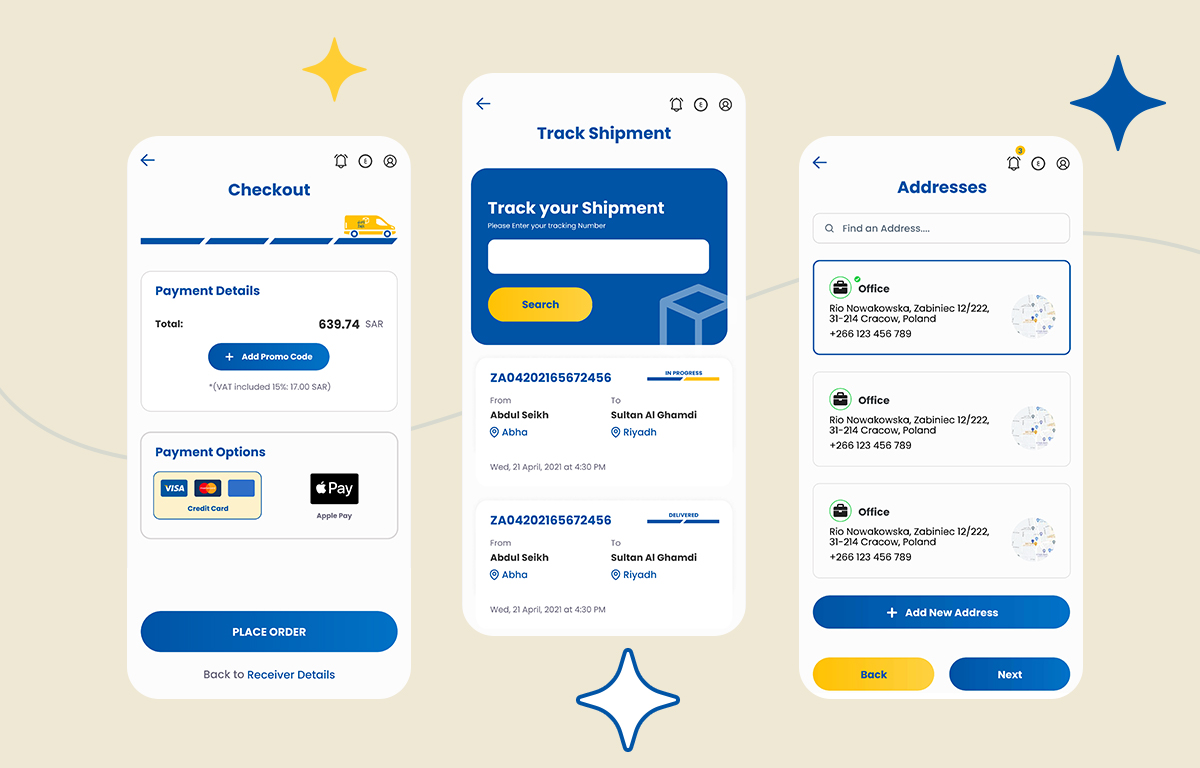 Checkout
Payment Details
Total: 639.74 SAR
+ Add Promo Code
*(VAT included 15%: 17.00 SAR)
Payment Options
VISA
Credit Card
Pay
Apple Pay
PLACE ORDER
Back to Receiver Details
Track Shipment
Track your Shipment
Please Enter your tracking Number
Search
ZA04202165672456
IN PROGRESS
From To
Abdul Seikh Sultan Al Ghamdi
Abha Riyadh
Wed, 21 April, 2021 at 4:30 PM
ZA04202165672456
DELIVERED
From To
Abdul Seikh Sultan Al Ghamdi
Abha Riyadh
Wed, 21 April, 2021 at 4:30 PM
3
Addresses
Find an Address....
Office
Rio Nowakowska, Zabiniec 12/222,
31-214 Cracow, Poland
+266 123 456 789
Office
Rio Nowakowska, Zabiniec 12/222,
31-214 Cracow, Poland
+266 123 456 789
Office
Rio Nowakowska, Zabiniec 12/222,
31-214 Cracow, Poland
+266 123 456 789
+ Add New Address
Back
Next